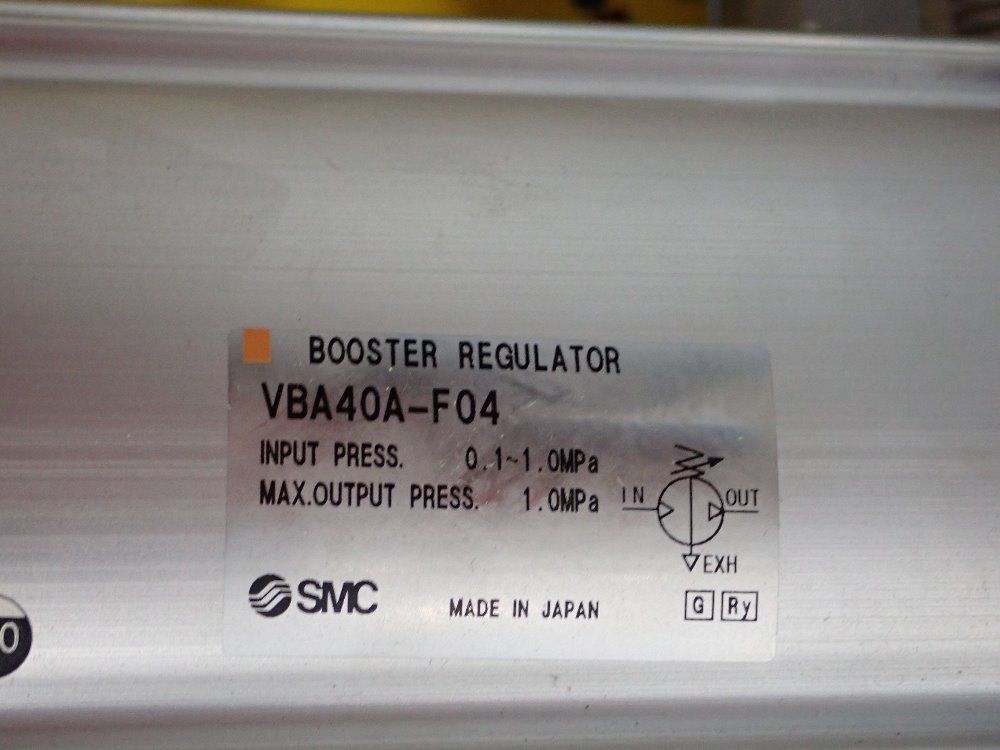 BOOSTER REGULATOR
VBA40A-F04
INPUT PRESS. 0.1~1.0MPa
MAX.OUTPUT PRESS. 1.0MPa
IN OUT
EXH
SMC MADE IN JAPAN G Ry
0